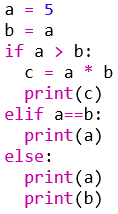 a = 5
b = a
if a > b:
  c = a * b
  print(c)
elif a==b:
  print(a)
else:
  print(a)
  print(b)